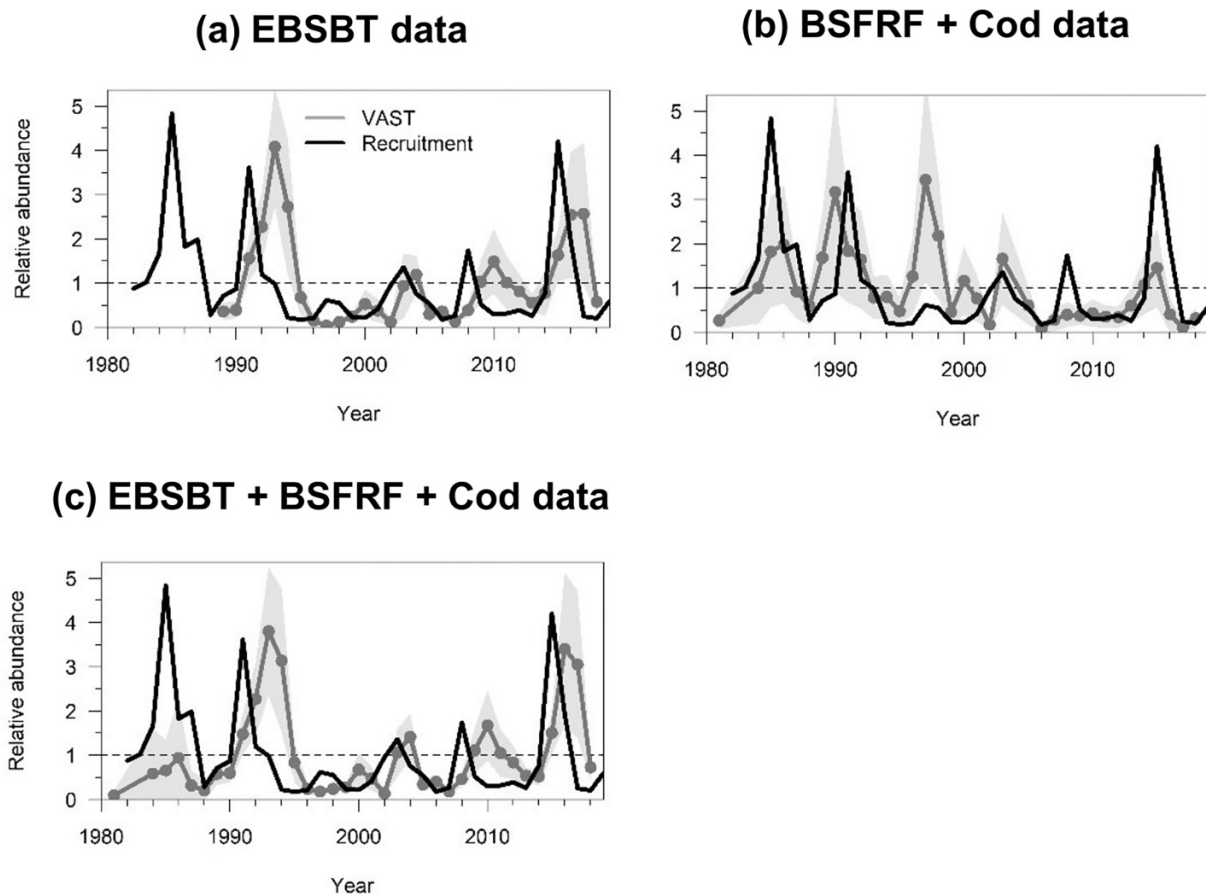 (a) EBSBT data
Relative abundance
5
4
3
2
1
0
VAST
Recruitment
1980 1990 2000 2010
Year
(b) BSFRF + Cod data
5
4
3
2
1
0
1980 1990 2000 2010
Year
(c) EBSBT + BSFRF + Cod data
Relative abundance
5
4
3
2
1
0
1980 1990 2000 2010
Year